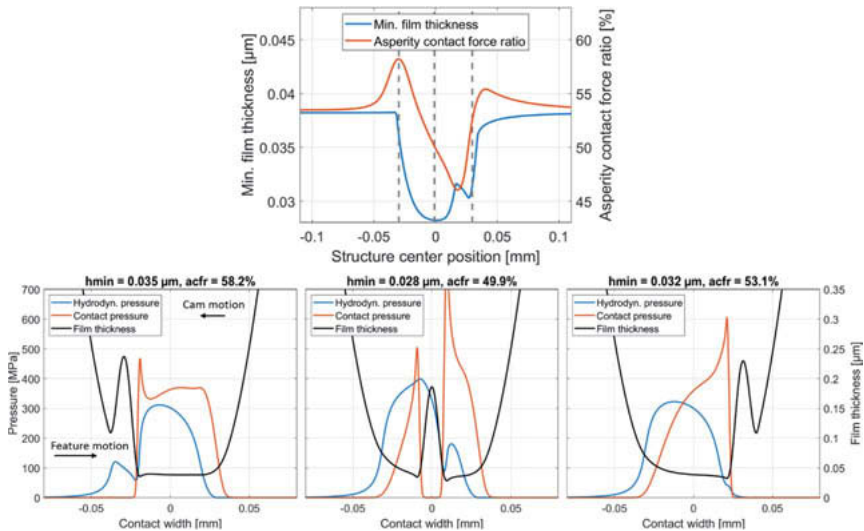 Min. film thickness
Asperity contact force ratio
Min. film thickness [µm]
0.045
0.04
0.035
0.03
60
55
50
45
Asperity contact force ratio [%]
-0.1 -0.05 0 0.05 0.1
Structure center position [mm]
hmin = 0.035 µm, acfr = 58.2%
hmin = 0.028 µm, acfr = 49.9%
hmin = 0.032 µm, acfr = 53.1%
Pressure [MPa]
700
600
500
400
300
200
100
0
Hydrodyn. pressure
Contact pressure
Film thickness
Cam motion
Feature motion
-0.05 0 0.05
Contact width [mm]
Hydrodyn. pressure
Contact pressure
Film thickness
-0.05 0 0.05
Contact width [mm]
Hydrodyn. pressure
Contact pressure
Film thickness
-0.05 0 0.05
Contact width [mm]
0.35
0.3
0.25
0.2
0.15
0.1
0.05
0
Film thickness [µm]